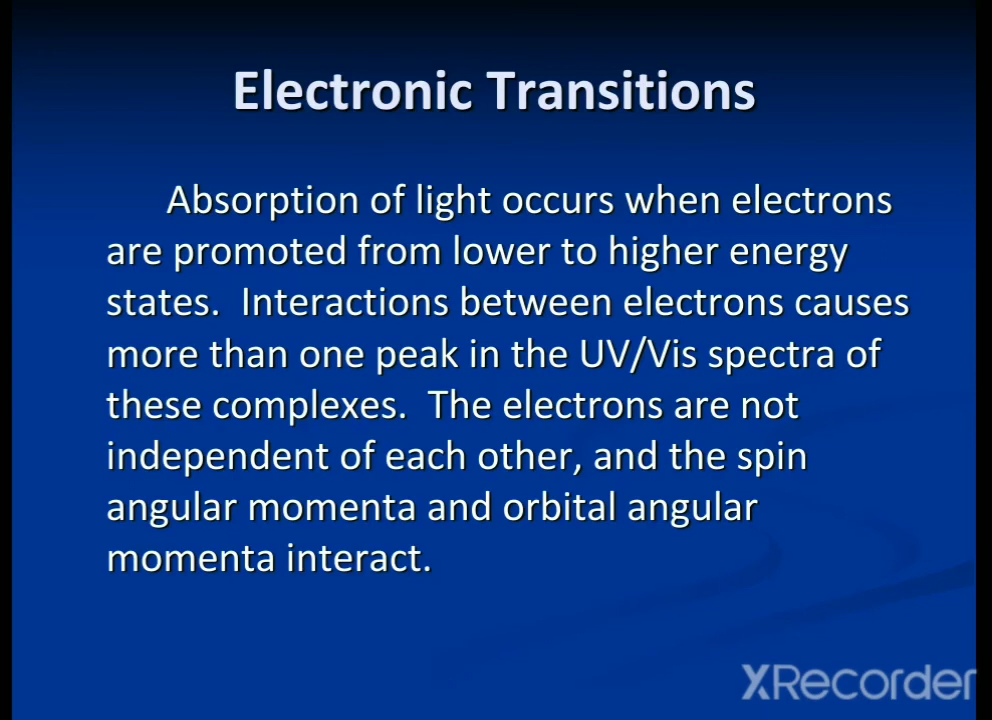 Electronic Transitions
Absorption of light occurs when electrons
are promoted from lower to higher energy
states. Interactions between electrons causes
more than one peak in the UV/Vis spectra of
these complexes. The electrons are not
independent of each other, and the spin
angular momenta and orbital angular
momenta interact.
XRecorder